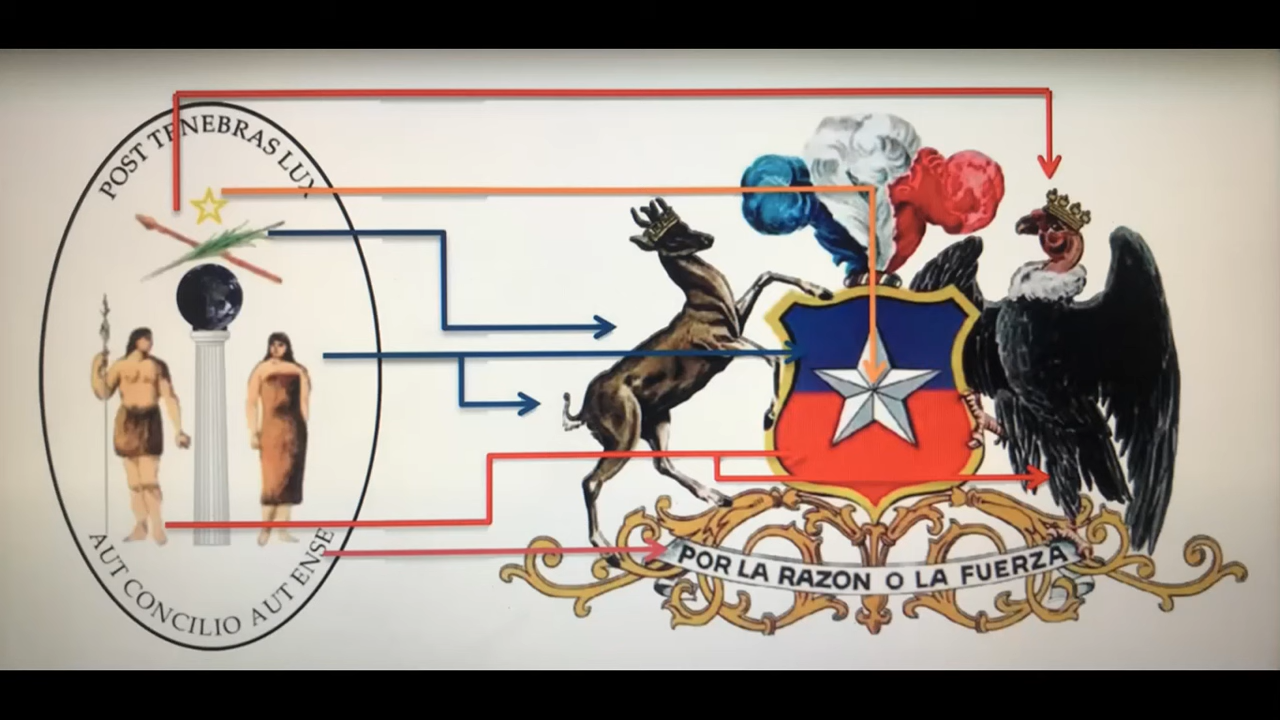 POST TENEBRAS LUX
AUT CONCILIO AUT ENSE
POR LA RAZON O LA FUERZA